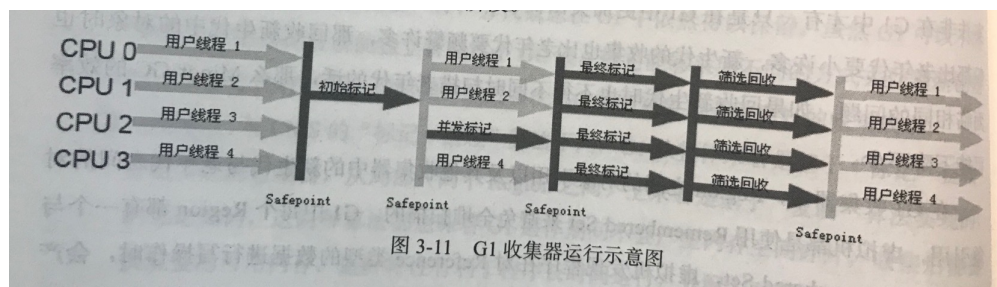 CPU 0 用户线程 1 用户线程 1 最终标记 筛选回收 用户线程 1
CPU 1 用户线程 2 初始标记 用户线程 2 最终标记 筛选回收 用户线程 2
CPU 2 用户线程 3 并发标记 最终标记 筛选回收 用户线程 3
CPU 3 用户线程 4 用户线程 4 最终标记 筛选回收 用户线程 4
Safepoint Safepoint Safepoint Safepoint
图 3-11 G1 收集器运行示意图